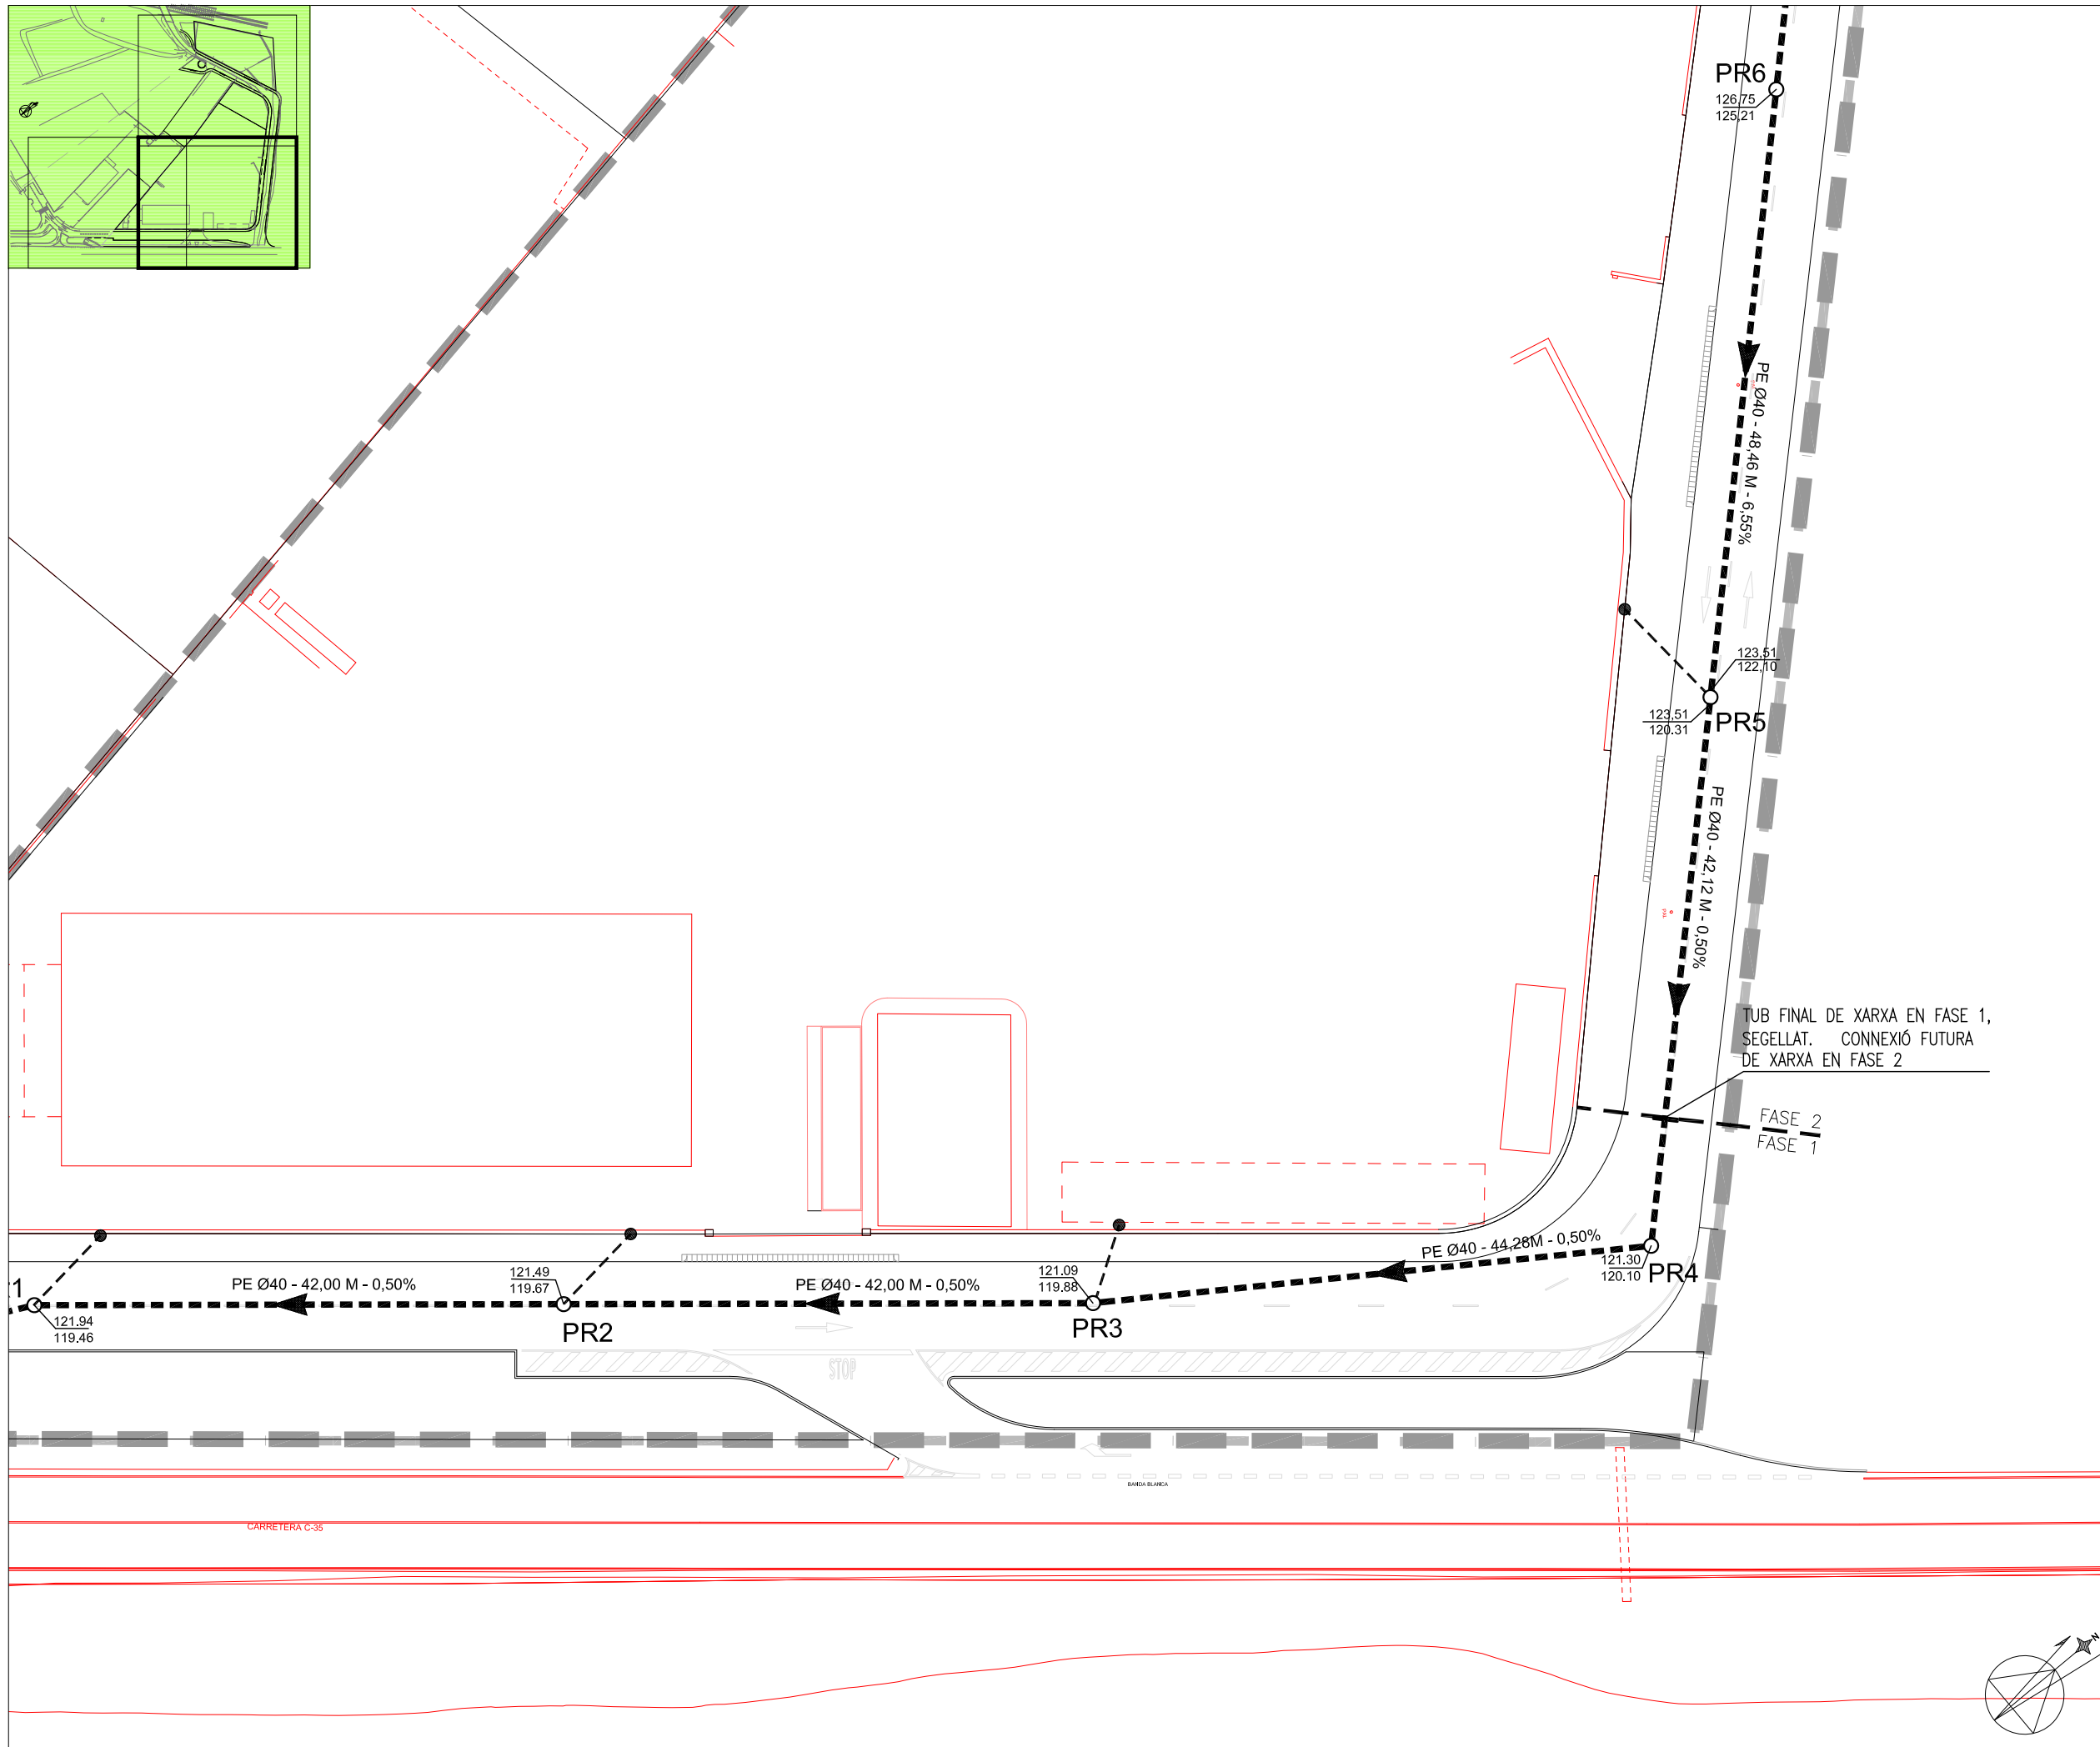 PR6
126,75
125,21
PE Ø40 - 48,46 M - 6,55%
123,51
122,10
123,51
120.31
PR5
PE Ø40 - 42,12 M - 0,50%
TUB FINAL DE XARXA EN FASE 1,
SEGELLAT. CONNEXIÓ FUTURA
DE XARXA EN FASE 2
FASE 2
FASE 1
PE Ø40 - 44,28M - 0,50%
121.30
120.10
PR4
121.09
119.88
PR3
PE Ø40 - 42,00 M - 0,50%
121.49
119.67
PR2
PE Ø40 - 42,00 M - 0,50%
1
121.94
119.46
STOP
BANDA BLANCA
CARRETERA C-35
N